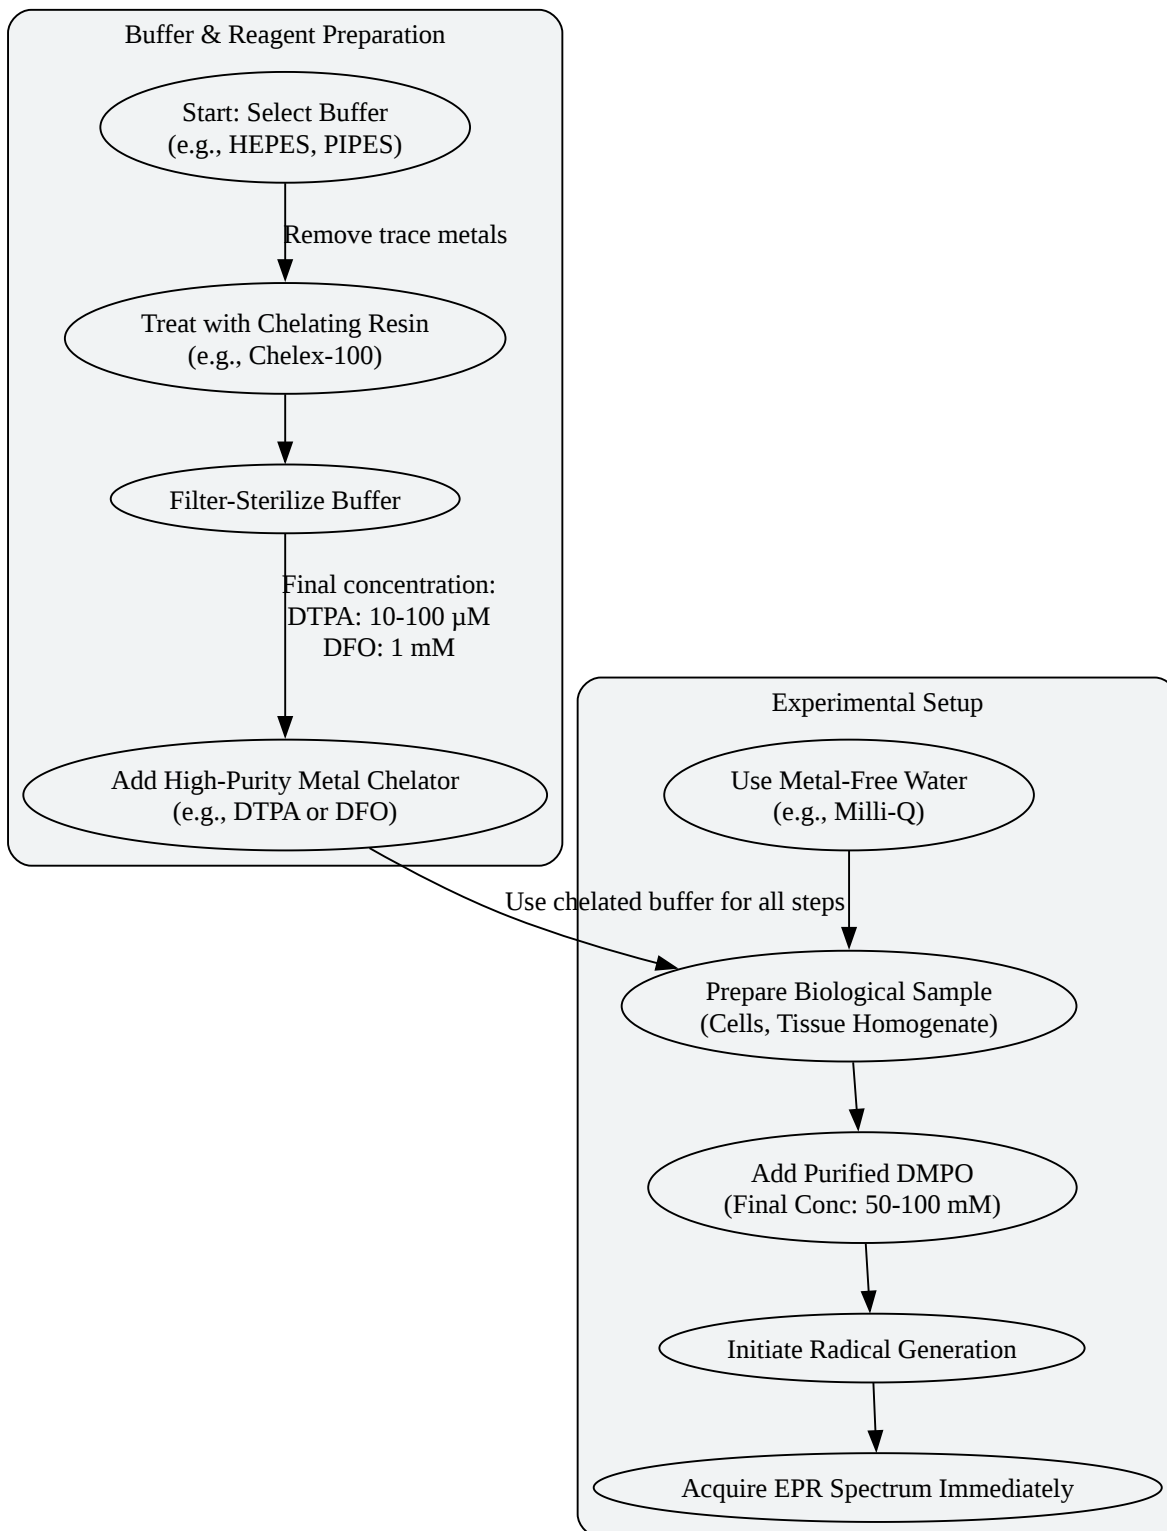 Buffer & Reagent Preparation
Start: Select Buffer
(e.g., HEPES, PIPES)
Remove trace metals
Treat with Chelating Resin
(e.g., Chelex-100)
Filter-Sterilize Buffer
Final concentration:
DTPA: 10-100 µM
DFO: 1 mM
Add High-Purity Metal Chelator
(e.g., DTPA or DFO)
Use chelated buffer for all steps
Experimental Setup
Use Metal-Free Water
(e.g., Milli-Q)
Prepare Biological Sample
(Cells, Tissue Homogenate)
Add Purified DMPO
(Final Conc: 50-100 mM)
Initiate Radical Generation
Acquire EPR Spectrum Immediately